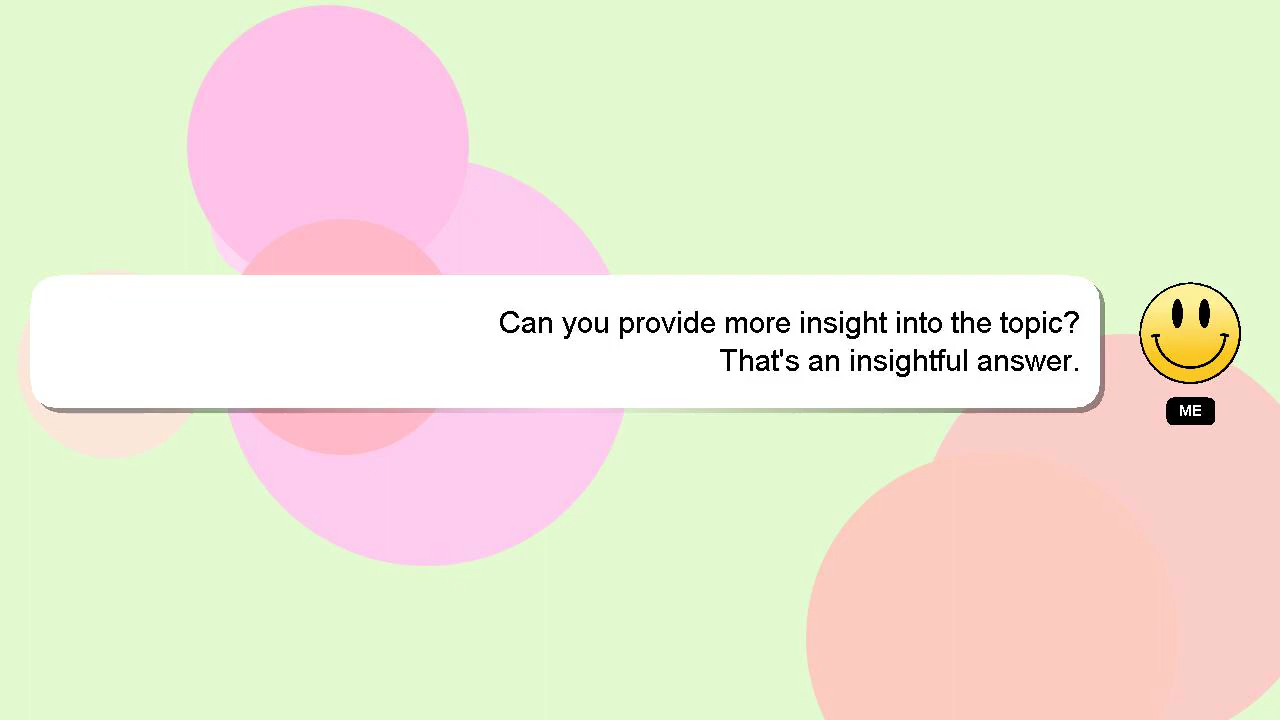 Can you provide more insight into the topic?
That's an insightful answer.
ME